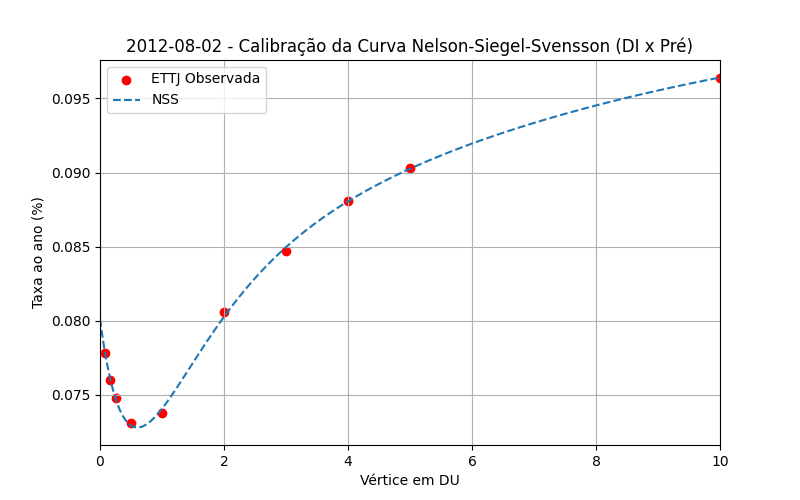 2012-08-02 - Calibração da Curva Nelson-Siegel-Svensson (DI x Pré)
ETTJ Observada
NSS
Taxa ao ano (%)
0.095
0.090
0.085
0.080
0.075
0 2 4 6 8 10
Vértice em DU